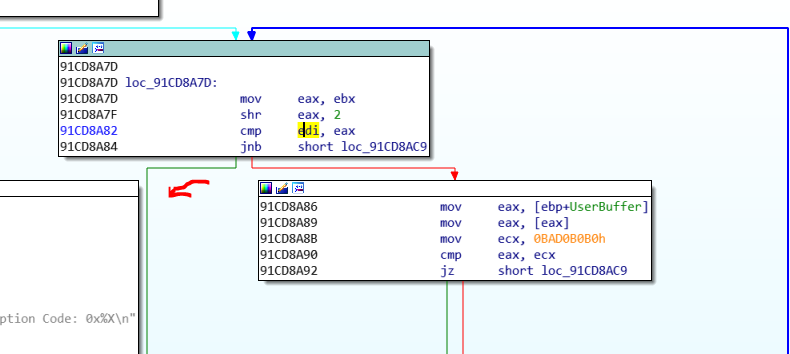 91CD8A7D
91CD8A7D loc_91CD8A7D:
91CD8A7D mov eax, ebx
91CD8A7F shr eax, 2
91CD8A82 cmp edi, eax
91CD8A84 jnb short loc_91CD8AC9
91CD8A86 mov eax, [ebp+UserBuffer]
91CD8A89 mov eax, [eax]
91CD8A8B mov ecx, 0BAD0B0B0h
91CD8A90 cmp eax, ecx
91CD8A92 jz short loc_91CD8AC9
ption Code: 0x%X\n"